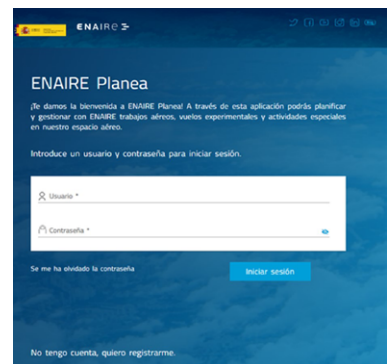 ENAIRE
ENAIRE Planea
¡Te damos la bienvenida a ENAIRE Planea! A través de esta aplicación podrás planificar
y gestionar con ENAIRE trabajos aéreos, vuelos experimentales y actividades especiales
en nuestro espacio aéreo.
Introduce un usuario y contraseña para iniciar sesión.
Usuario *
Contraseña *
Se me ha olvidado la contraseña
Iniciar sesión
No tengo cuenta, quiero registrarme.